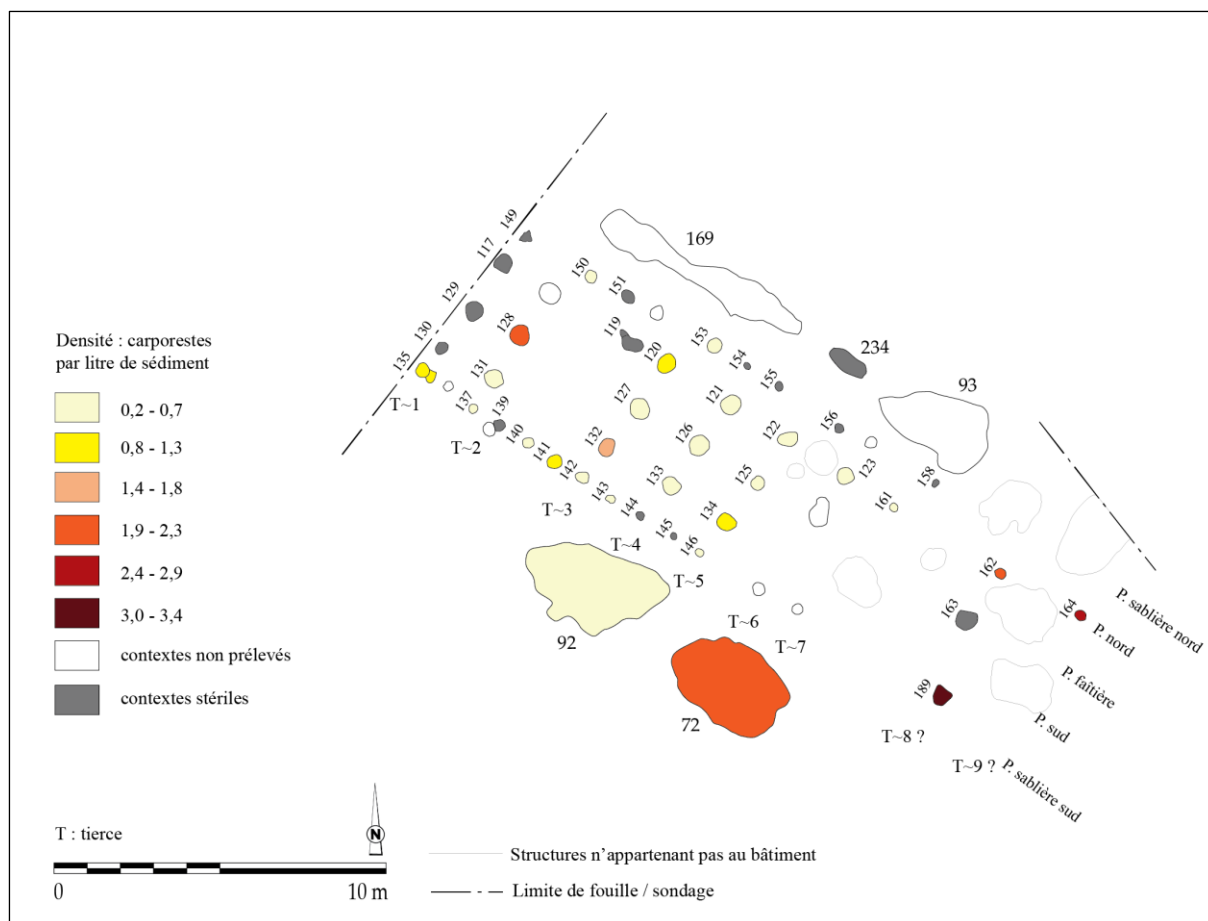 149
117
169
150
129
151
130
128
119
153
234
Densité : carporestes
par litre de sédiment
135
120
154
93
131
155
0,2 - 0,7
T~1
137
127
121
156
139
122
0,8 - 1,3
T~2
140
132
126
123
158
141
1,4 - 1,8
142
133
125
161
143
1,9 - 2,3
T~3
144
134
T~4
145
2,4 - 2,9
T~5
146
162
P. sablière nord
163
164
3,0 - 3,4
T~6
P. nord
92
T~7
contextes non prélevés
P. faîtière
189
contextes stériles
72
P. sud
T~8 ?
T~9 ?
P. sablière sud
N
T : tierce
Structures n’appartenant pas au bâtiment
0
10 m
Limite de fouille / sondage